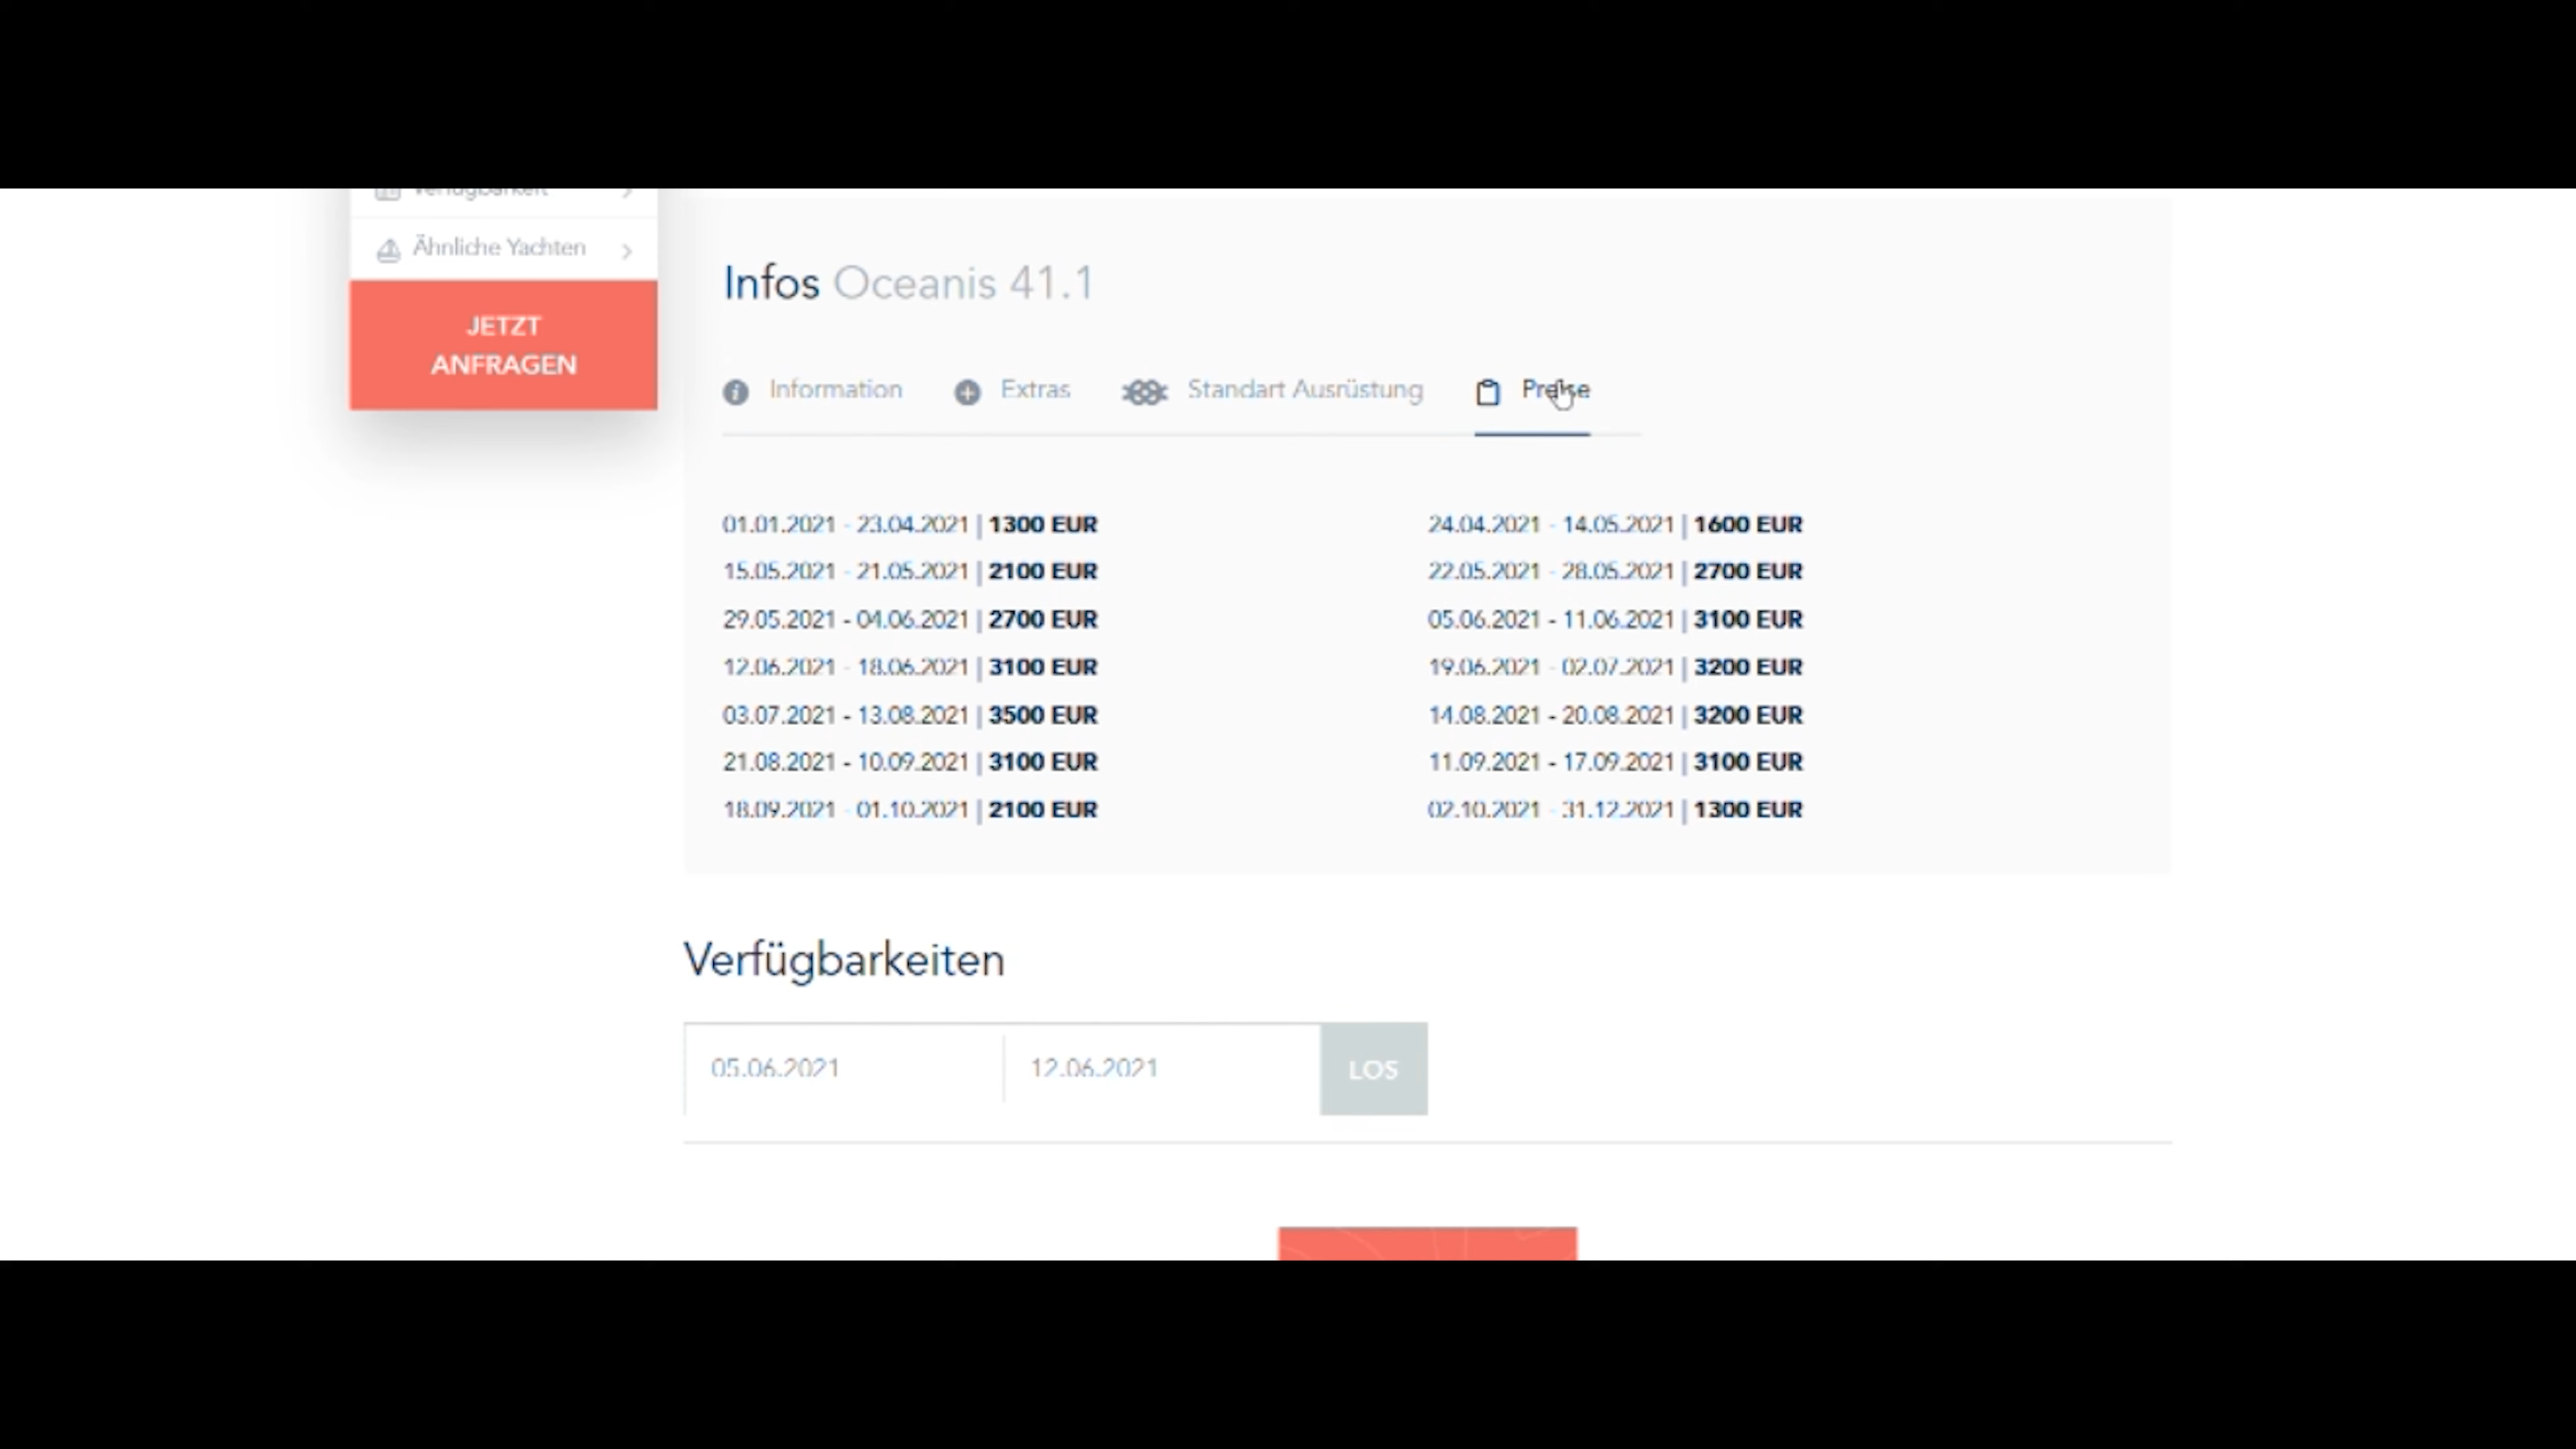 Verfügbarkeit
Ähnliche Yachten
JETZT
ANFRAGEN
Infos Oceanis 41.1
Information Extras Standart Ausrüstung Preise
01.01.2021 - 23.04.2021 | 1300 EUR 24.04.2021 - 14.05.2021 | 1600 EUR
15.05.2021 - 21.05.2021 | 2100 EUR 22.05.2021 - 28.05.2021 | 2700 EUR
29.05.2021 - 04.06.2021 | 2700 EUR 05.06.2021 - 11.06.2021 | 3100 EUR
12.06.2021 - 18.06.2021 | 3100 EUR 19.06.2021 - 02.07.2021 | 3200 EUR
03.07.2021 - 13.08.2021 | 3500 EUR 14.08.2021 - 20.08.2021 | 3200 EUR
21.08.2021 - 10.09.2021 | 3100 EUR 11.09.2021 - 17.09.2021 | 3100 EUR
18.09.2021 - 01.10.2021 | 2100 EUR 02.10.2021 - 31.12.2021 | 1300 EUR
Verfügbarkeiten
05.06.2021 12.06.2021 LOS